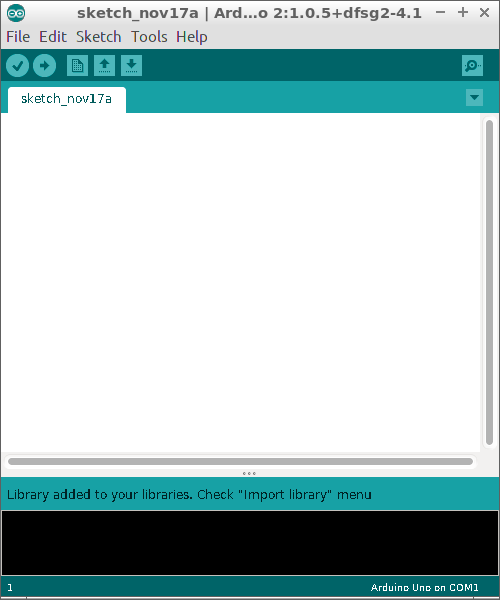 sketch_nov17a | Ard...o 2:1.0.5+dfsg2-4.1
File Edit Sketch Tools Help
sketch_nov17a
Library added to your libraries. Check "Import library" menu
1 Arduino Uno on COM1